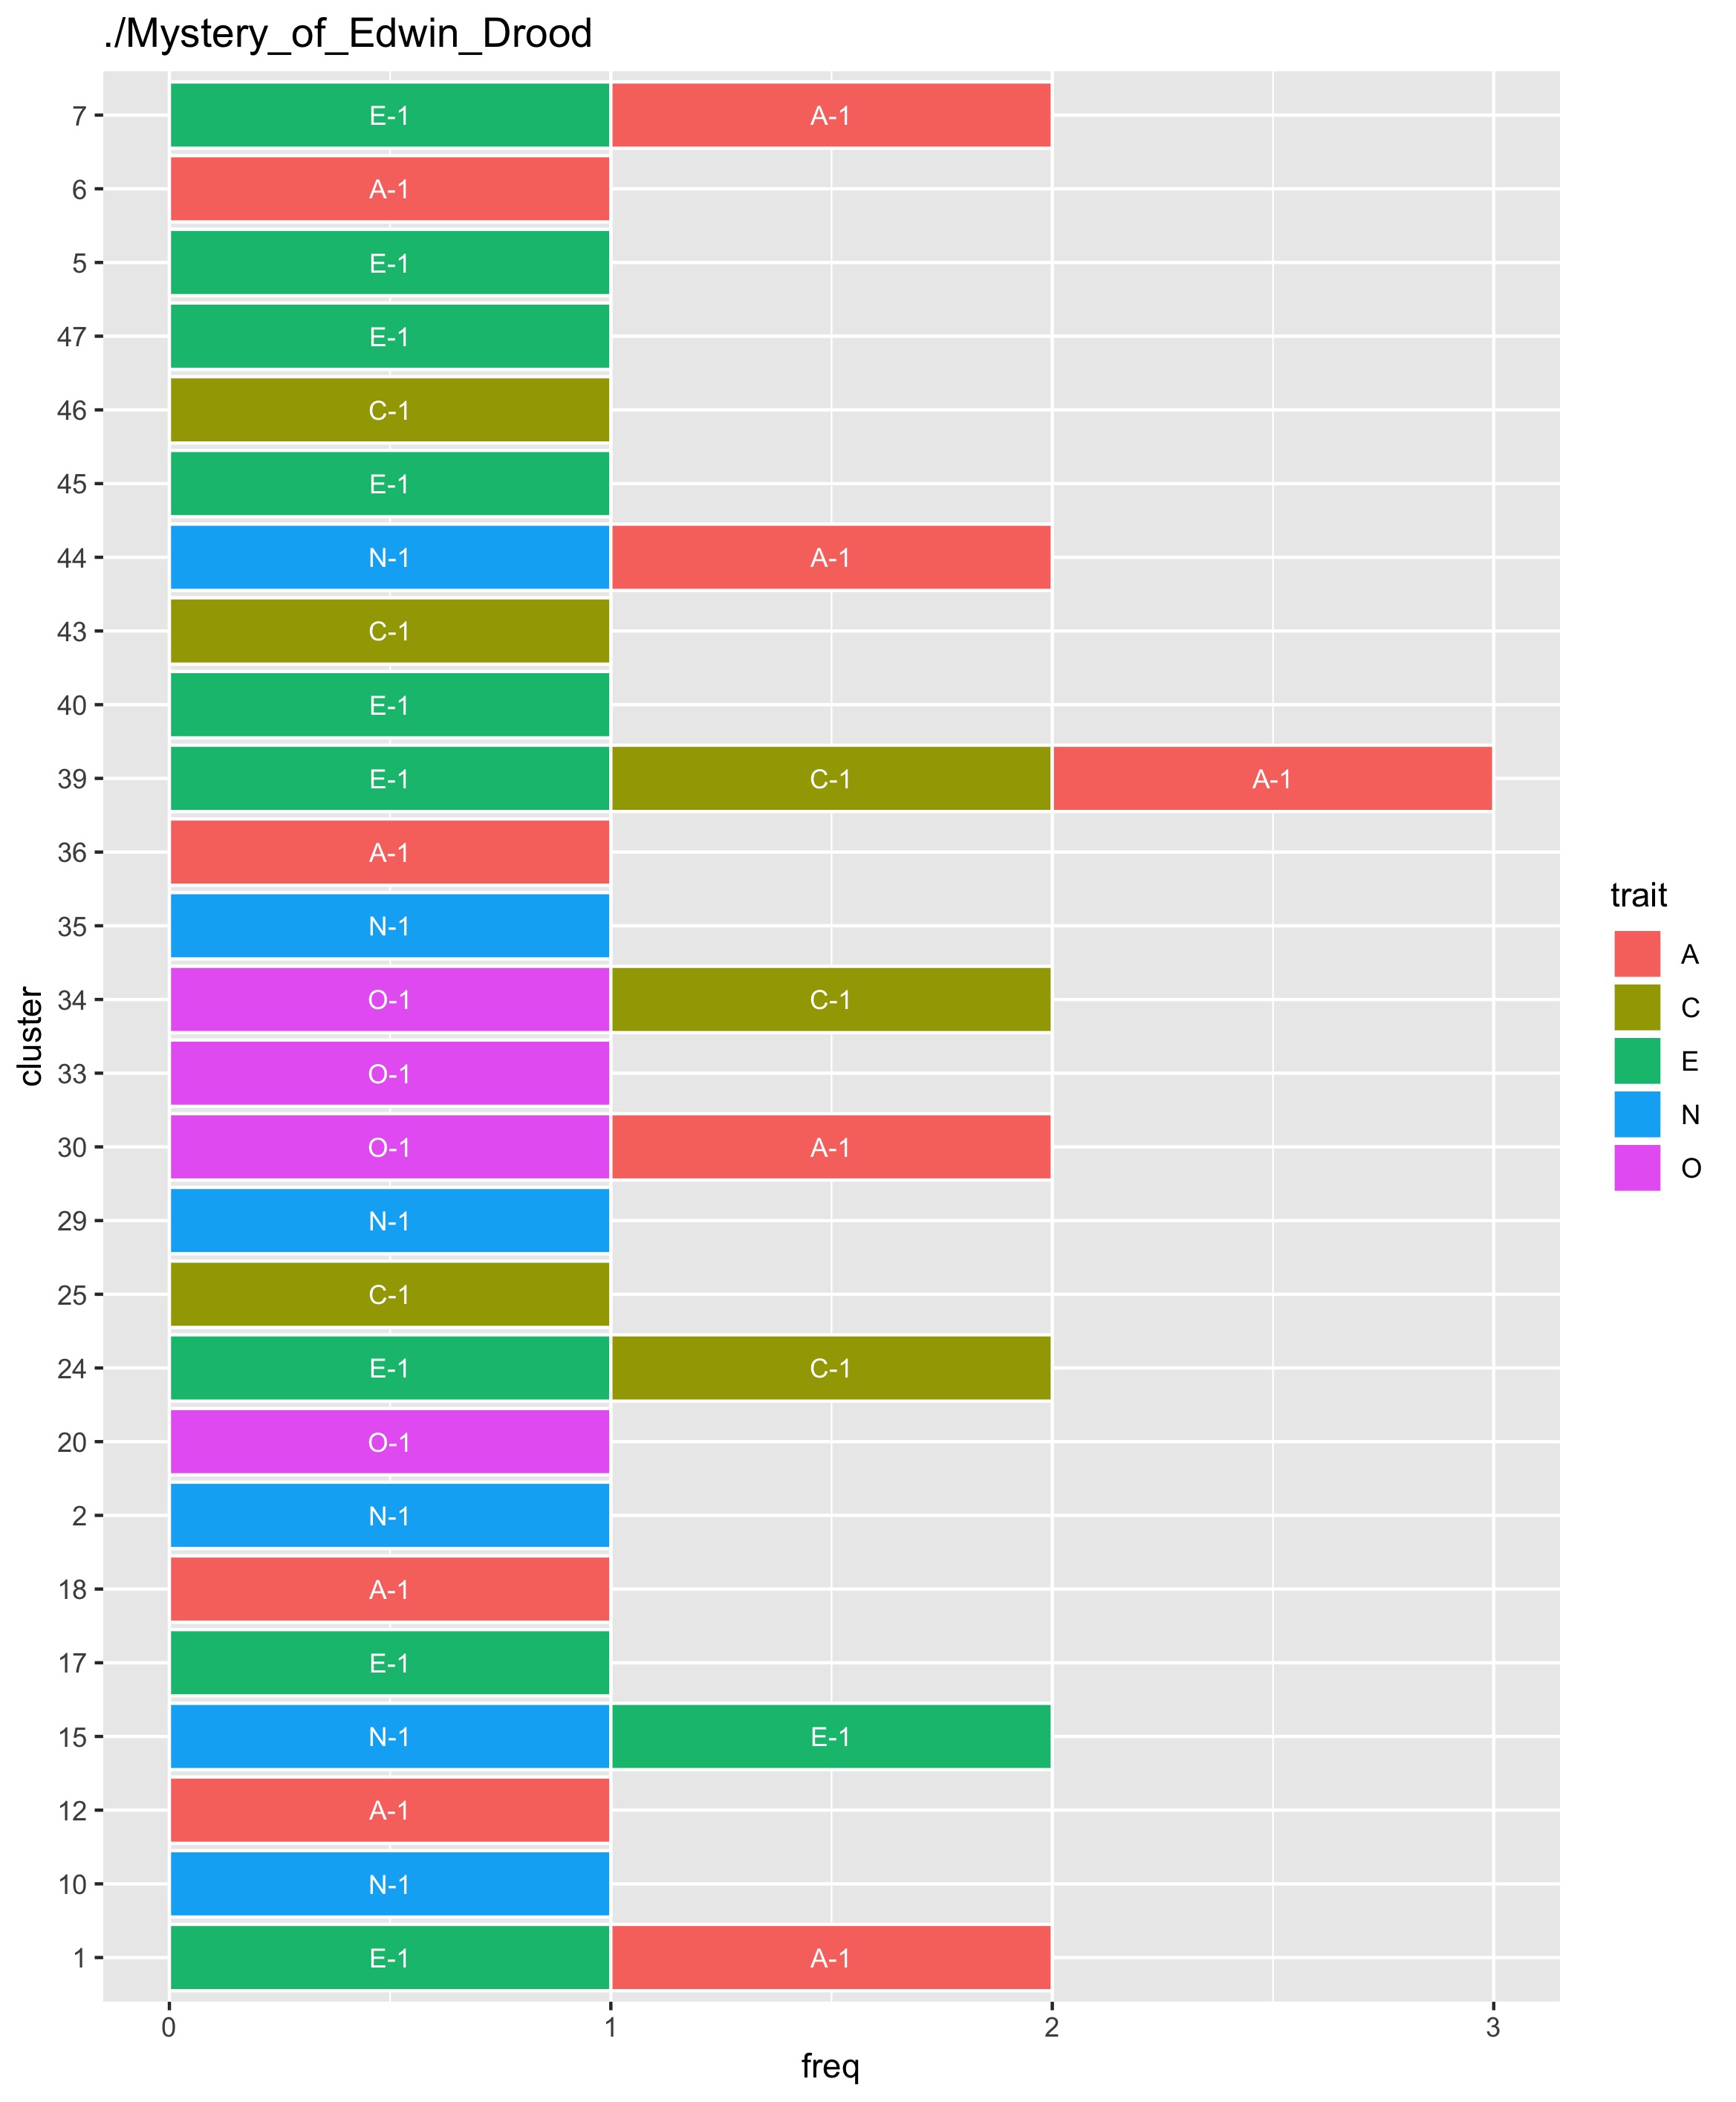 ./Mystery_of_Edwin_Drood
7 E-1 A-1
6 A-1
5 E-1
47 E-1
46 C-1
45 E-1
44 N-1 A-1
43 C-1
40 E-1
39 E-1 C-1 A-1
36 A-1
35 N-1
34 O-1 C-1
33 O-1
30 O-1 A-1
29 N-1
25 C-1
24 E-1 C-1
20 O-1
2 N-1
18 A-1
17 E-1
15 N-1 E-1
12 A-1
10 N-1
1 E-1 A-1
0 1 2 3
freq
cluster
trait
A
C
E
N
O